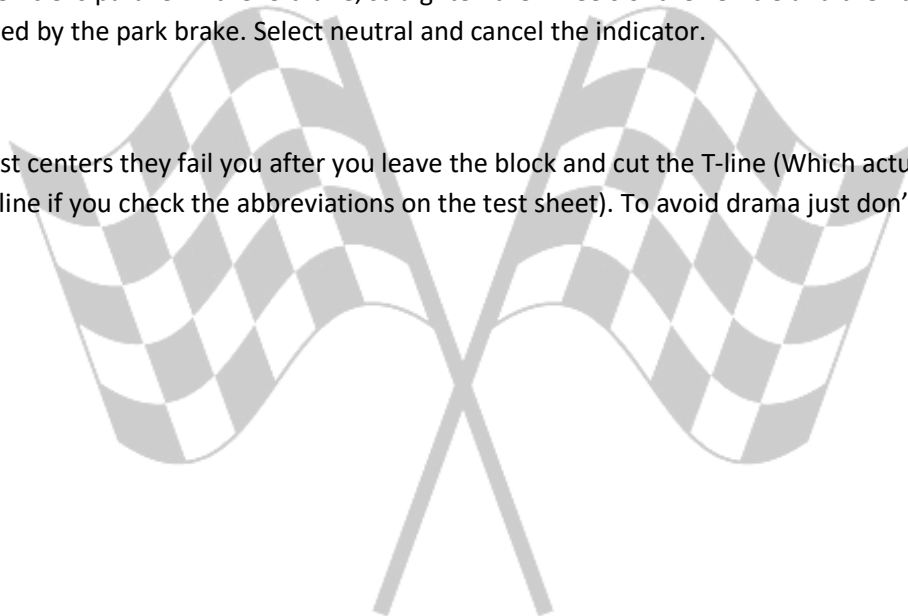 ed by the park brake. Select neutral and cancel the indicator.
st centers they fail you after you leave the block and cut the T-line (Which actu
line if you check the abbreviations on the test sheet). To avoid drama just don'